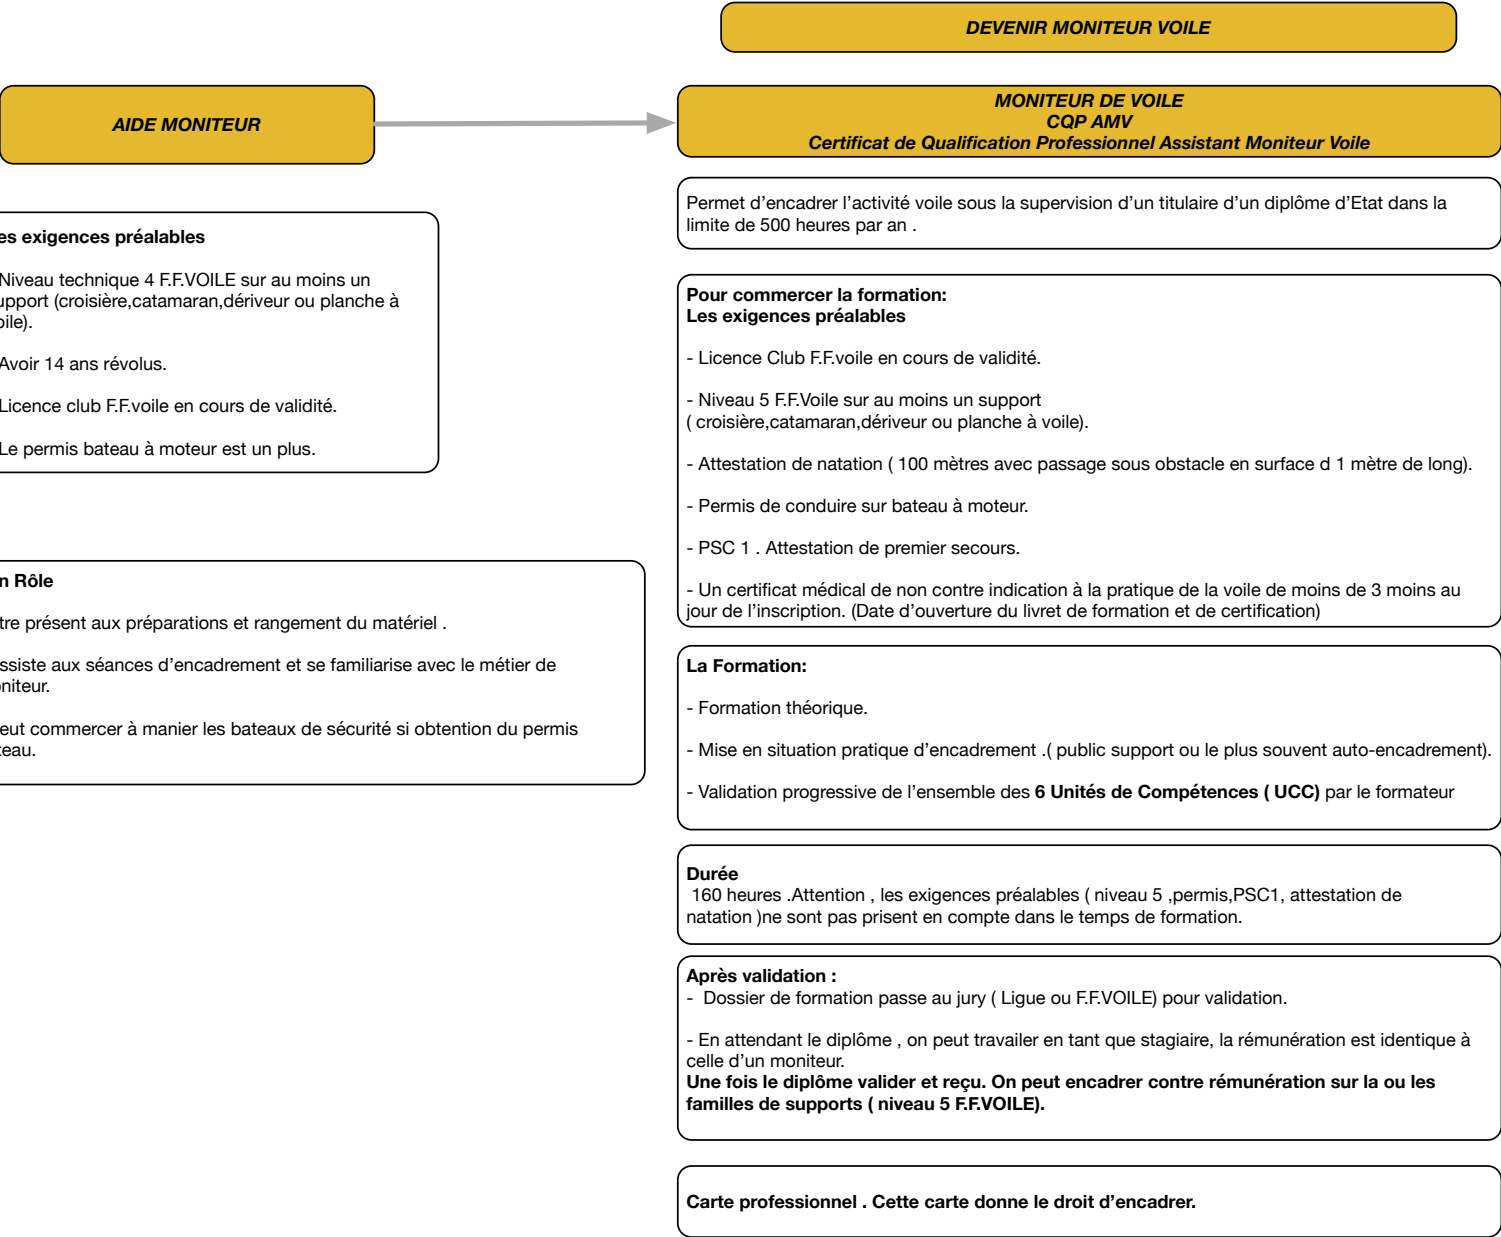 DEVENIR MONITEUR VOILE
AIDE MONITEUR
MONITEUR DE VOILE
CQP AMV
Certificat de Qualification Professionnel Assistant Moniteur Voile
es exigences préalables
Niveau technique 4 F.F.VOILE sur au moins un
upport (croisière,catamaran,dériveur ou planche à
oile).
Avoir 14 ans révolus.
Licence club F.F.voile en cours de validité.
Le permis bateau à moteur est un plus.
n Rôle
tre présent aux préparations et rangement du matériel .
ssiste aux séances d’encadrement et se familiarise avec le métier de
oniteur.
eut commercer à manier les bateaux de sécurité si obtention du permis
teau.
Permet d’encadrer l’activité voile sous la supervision d’un titulaire d’un diplôme d’Etat dans la
limite de 500 heures par an .
Pour commercer la formation:
Les exigences préalables
- Licence Club F.F.voile en cours de validité.
- Niveau 5 F.F.Voile sur au moins un support
( croisière,catamaran,dériveur ou planche à voile).
- Attestation de natation ( 100 mètres avec passage sous obstacle en surface d 1 mètre de long).
- Permis de conduire sur bateau à moteur.
- PSC 1 . Attestation de premier secours.
- Un certificat médical de non contre indication à la pratique de la voile de moins de 3 moins au
jour de l’inscription. (Date d’ouverture du livret de formation et de certification)
La Formation:
- Formation théorique.
- Mise en situation pratique d’encadrement .( public support ou le plus souvent auto-encadrement).
- Validation progressive de l’ensemble des 6 Unités de Compétences ( UCC) par le formateur
Durée
160 heures .Attention , les exigences préalables ( niveau 5 ,permis,PSC1, attestation de
natation )ne sont pas prisent en compte dans le temps de formation.
Après validation :
- Dossier de formation passe au jury ( Ligue ou F.F.VOILE) pour validation.
- En attendant le diplôme , on peut travailer en tant que stagiaire, la rémunération est identique à
celle d’un moniteur.
Une fois le diplôme valider et reçu. On peut encadrer contre rémunération sur la ou les
familles de supports ( niveau 5 F.F.VOILE).
Carte professionnel . Cette carte donne le droit d’encadrer.